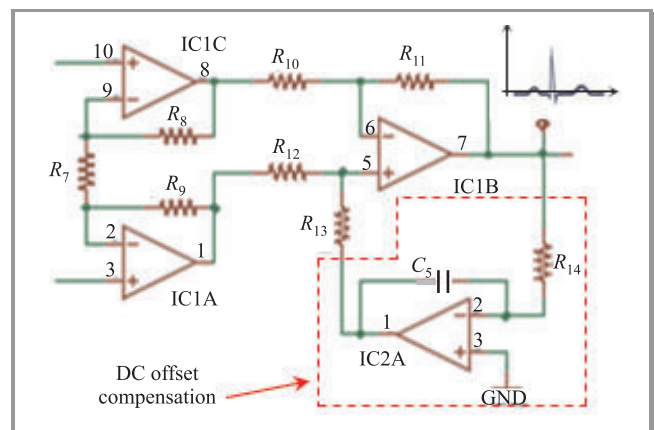 IC1C
10
8
R10
R11
9
R8
6
7
5
R7
R12
R9
IC1B
2
R13
1
3
R14
C5
IC1A
2
1
3
IC2A
DC offset
compensation
GND